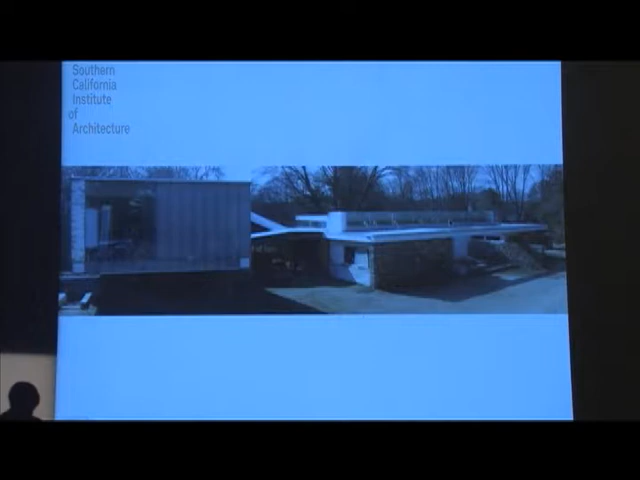 Southern
California
Institute
of
Architecture